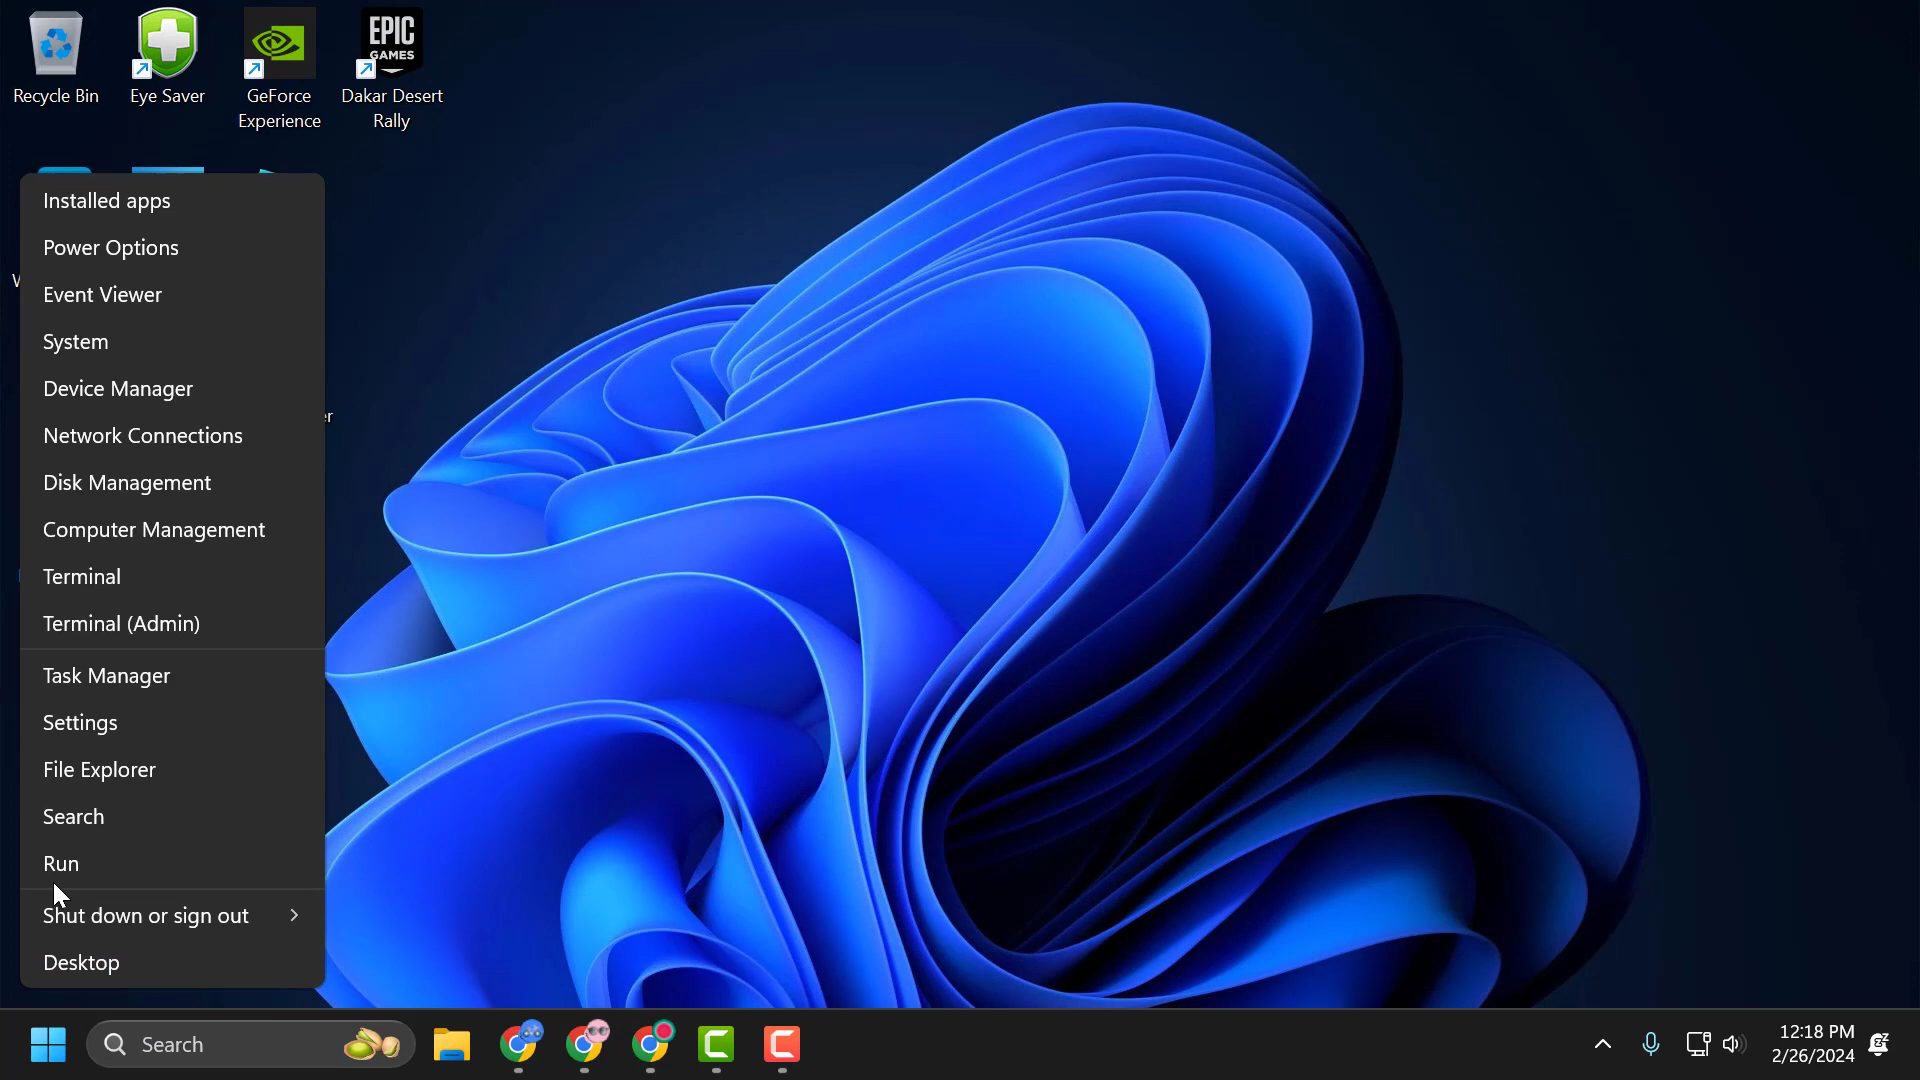 Recycle Bin
Eye Saver
GeForce
Experience
EPIC
GAMES
Dakar Desert
Rally
Installed apps
Power Options
Event Viewer
System
Device Manager
Network Connections
Disk Management
Computer Management
Terminal
Terminal (Admin)
Task Manager
Settings
File Explorer
Search
Run
Shut down or sign out
Desktop
er
Search
12:18 PM
2/26/2024